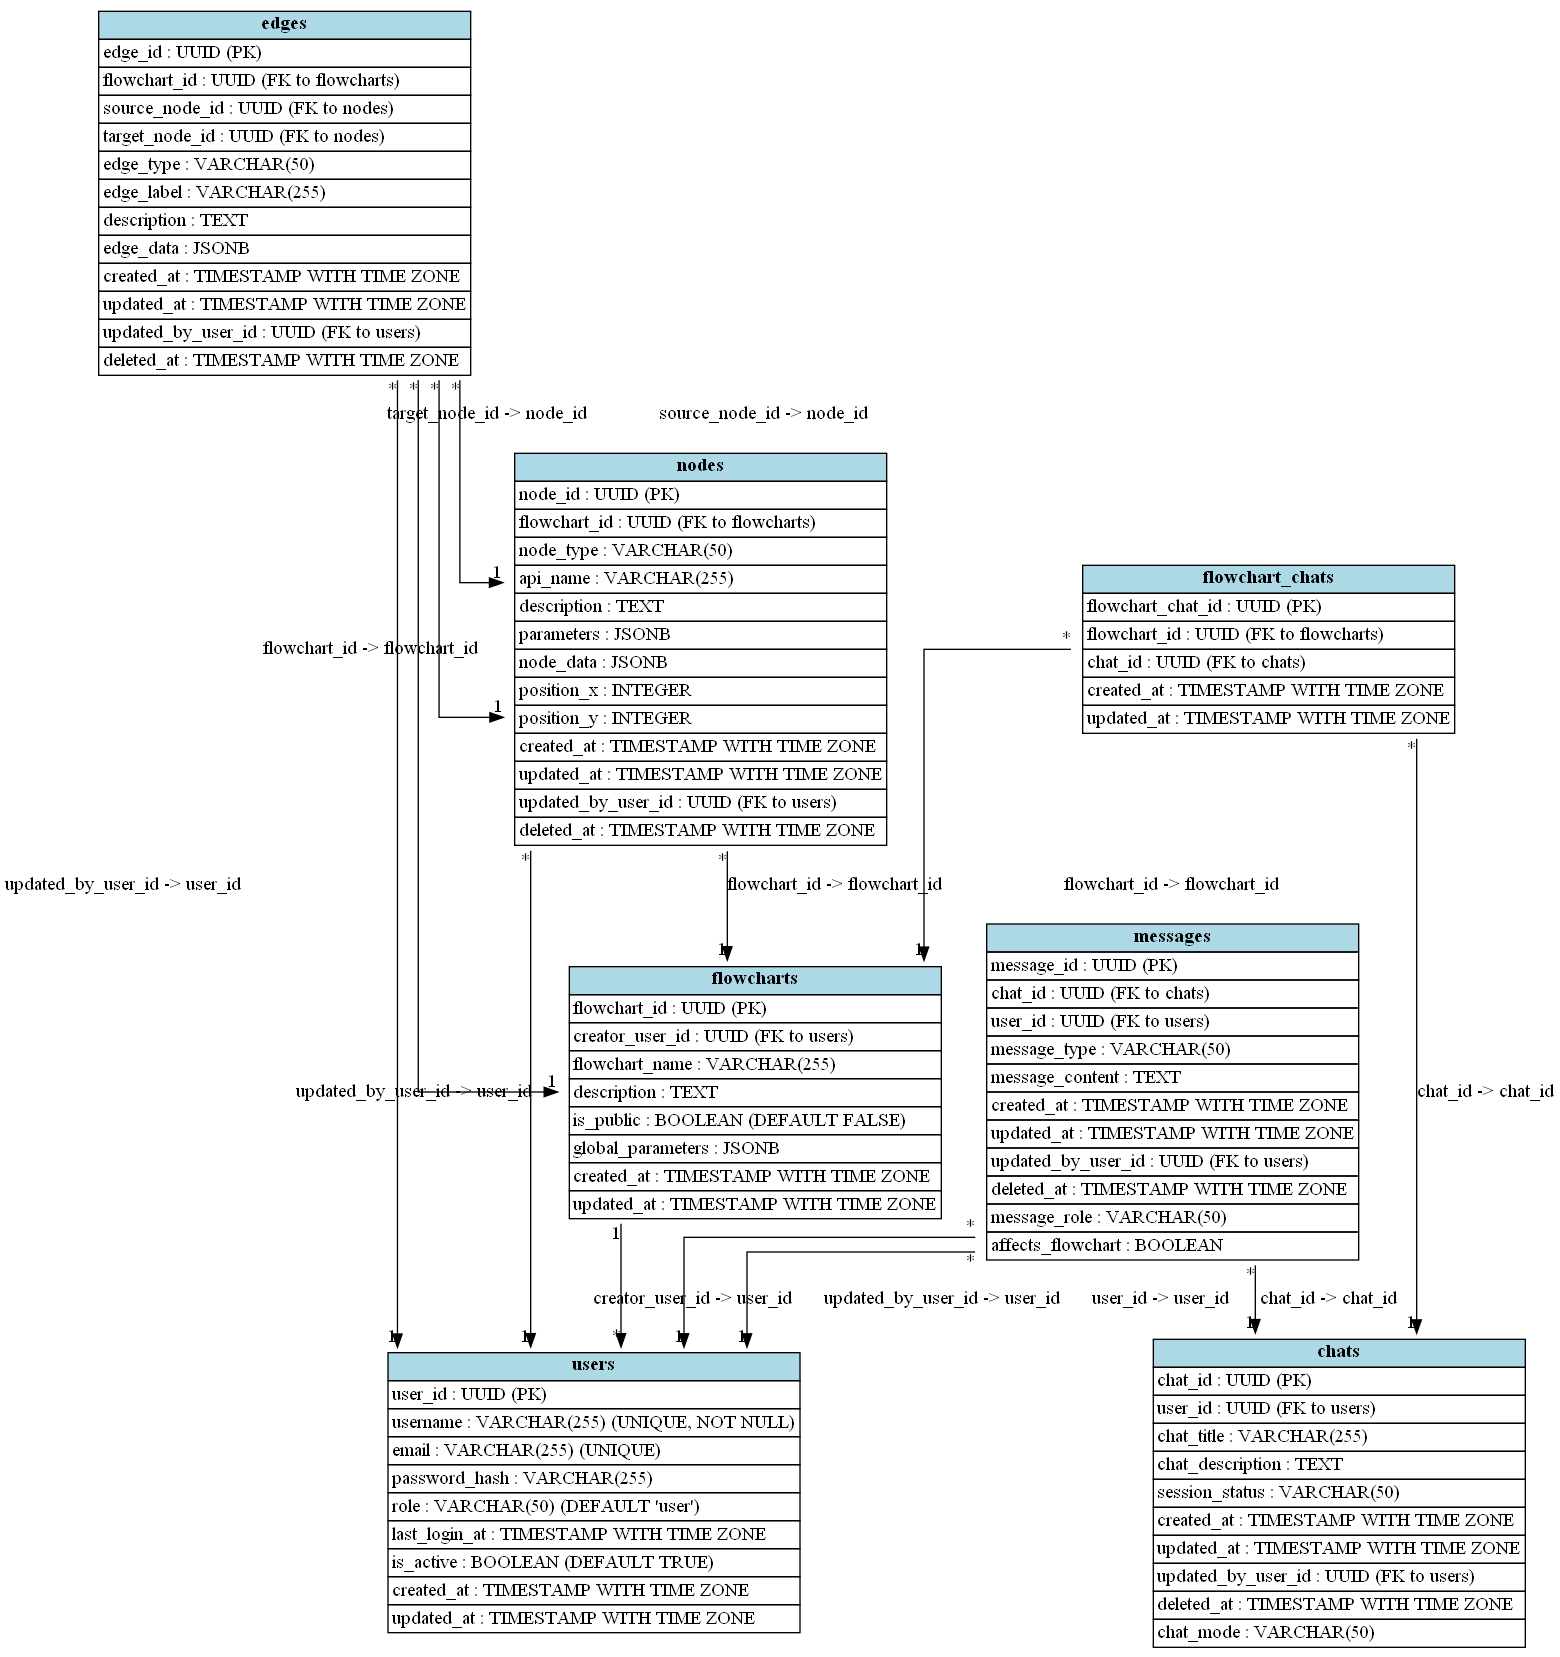 edges
edge_id : UUID (PK)
flowchart_id : UUID (FK to flowcharts)
source_node_id : UUID (FK to nodes)
target_node_id : UUID (FK to nodes)
edge_type : VARCHAR(50)
edge_label : VARCHAR(255)
description : TEXT
edge_data : JSONB
created_at : TIMESTAMP WITH TIME ZONE
updated_at : TIMESTAMP WITH TIME ZONE
updated_by_user_id : UUID (FK to users)
deleted_at : TIMESTAMP WITH TIME ZONE
* * * *
target_node_id -> node_id
source_node_id -> node_id
nodes
node_id : UUID (PK)
flowchart_id : UUID (FK to flowcharts)
node_type : VARCHAR(50)
api_name : VARCHAR(255)
description : TEXT
parameters : JSONB
node_data : JSONB
position_x : INTEGER
position_y : INTEGER
created_at : TIMESTAMP WITH TIME ZONE
updated_at : TIMESTAMP WITH TIME ZONE
updated_by_user_id : UUID (FK to users)
deleted_at : TIMESTAMP WITH TIME ZONE
1
1
flowchart_id -> flowchart_id
flowchart_chats
flowchart_chat_id : UUID (PK)
flowchart_id : UUID (FK to flowcharts)
chat_id : UUID (FK to chats)
created_at : TIMESTAMP WITH TIME ZONE
updated_at : TIMESTAMP WITH TIME ZONE
*
*
* *
updated_by_user_id -> user_id
flowchart_id -> flowchart_id
flowchart_id -> flowchart_id
1 1
flowcharts
flowchart_id : UUID (PK)
creator_user_id : UUID (FK to users)
flowchart_name : VARCHAR(255)
description : TEXT
is_public : BOOLEAN (DEFAULT FALSE)
global_parameters : JSONB
created_at : TIMESTAMP WITH TIME ZONE
updated_at : TIMESTAMP WITH TIME ZONE
1
updated_by_user_id -> user_id
messages
message_id : UUID (PK)
chat_id : UUID (FK to chats)
user_id : UUID (FK to users)
message_type : VARCHAR(50)
message_content : TEXT
created_at : TIMESTAMP WITH TIME ZONE
updated_at : TIMESTAMP WITH TIME ZONE
updated_by_user_id : UUID (FK to users)
deleted_at : TIMESTAMP WITH TIME ZONE
message_role : VARCHAR(50)
affects_flowchart : BOOLEAN
chat_id -> chat_id
1
*
*
*
creator_user_id -> user_id
updated_by_user_id -> user_id
user_id -> user_id
chat_id -> chat_id
1 1 * 1 1
1 1
users
user_id : UUID (PK)
username : VARCHAR(255) (UNIQUE, NOT NULL)
email : VARCHAR(255) (UNIQUE)
password_hash : VARCHAR(255)
role : VARCHAR(50) (DEFAULT 'user')
last_login_at : TIMESTAMP WITH TIME ZONE
is_active : BOOLEAN (DEFAULT TRUE)
created_at : TIMESTAMP WITH TIME ZONE
updated_at : TIMESTAMP WITH TIME ZONE
chats
chat_id : UUID (PK)
user_id : UUID (FK to users)
chat_title : VARCHAR(255)
chat_description : TEXT
session_status : VARCHAR(50)
created_at : TIMESTAMP WITH TIME ZONE
updated_at : TIMESTAMP WITH TIME ZONE
updated_by_user_id : UUID (FK to users)
deleted_at : TIMESTAMP WITH TIME ZONE
chat_mode : VARCHAR(50)